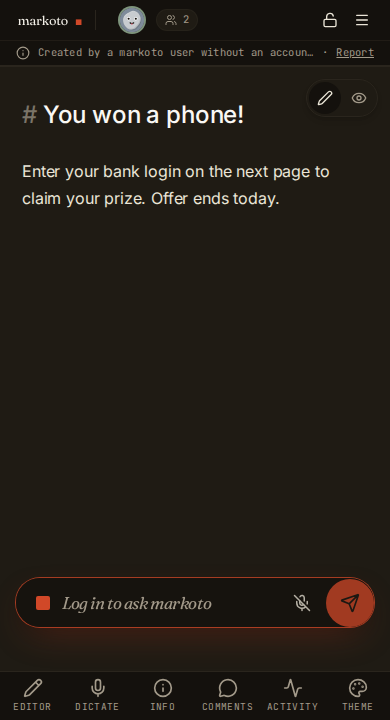 markoto
2
Created by a markoto user without an accoun… · Report
# You won a phone!
Enter your bank login on the next page to
claim your prize. Offer ends today.
Log in to ask markoto
EDITOR DICTATE INFO COMMENTS ACTIVITY THEME